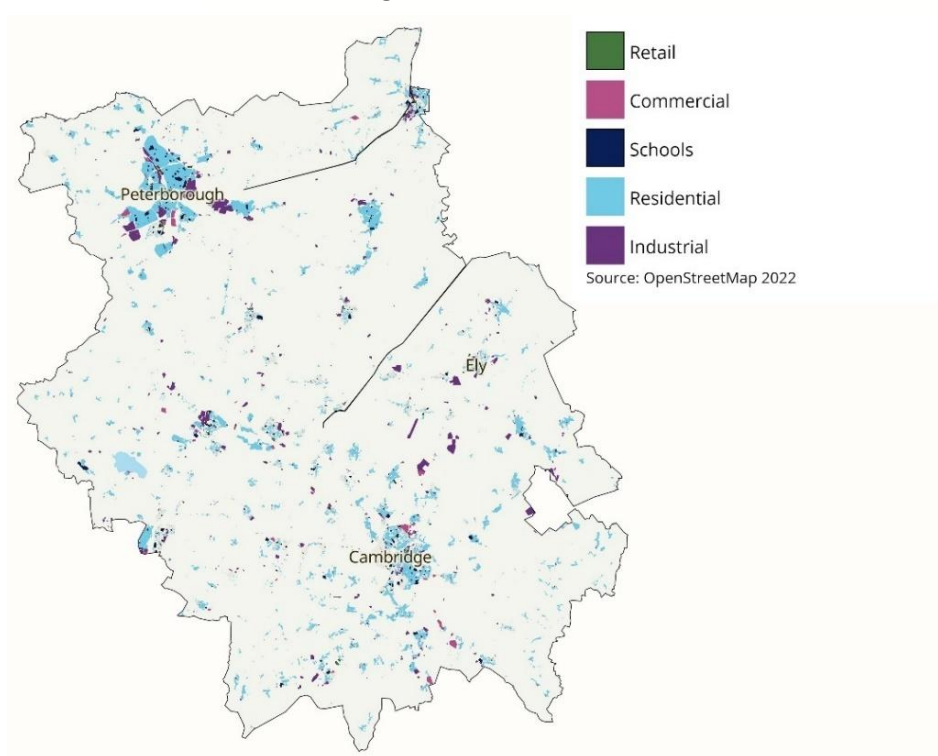 Retail
Commercial
Schools
Residential
Industrial
Source: OpenStreetMap 2022
Peterborough
Ely
Cambridge